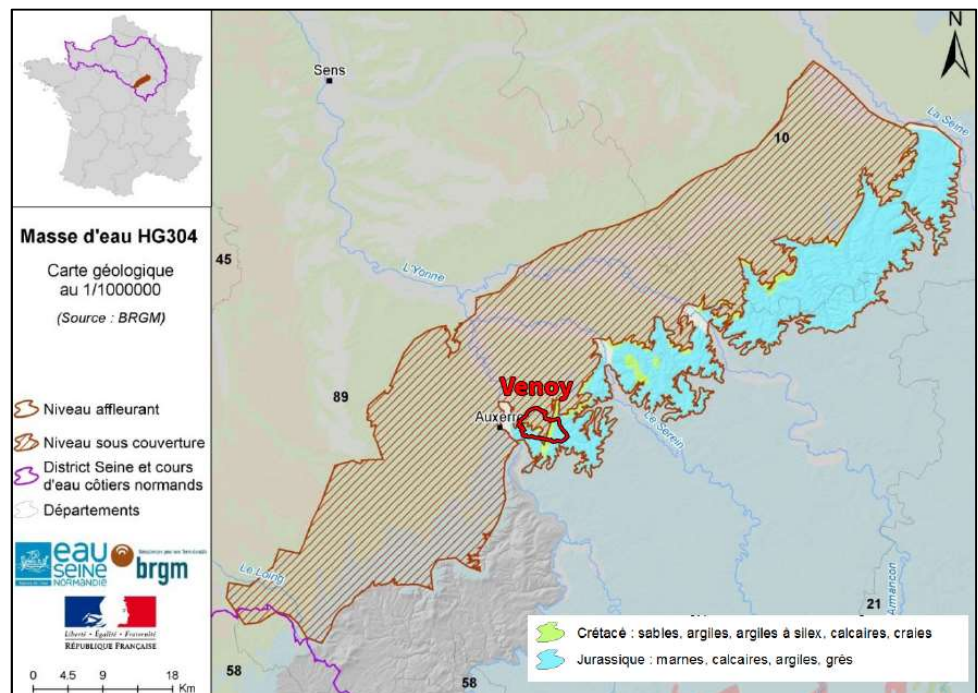 Masse d'eau HG304
Carte géologique
au 1/1000000
(Source : BRGM)
Niveau affleurant
Niveau sous couverture
District Seine et cours
d'eau côtiers normands
Départements
eau
SEINE
NORMANDIE
brgm
Liberté • Égalité • Fraternité
RÉPUBLIQUE FRANÇAISE
0 4.5 9 18
Km
N
Sens
La Seine
10
45
L'Yonne
89
Venoy
Auxerre
Le Serein
Le Loing
Armançon
21
58
58
Crétacé : sables, argiles, argiles à silex, calcaires, craies
Jurassique : marnes, calcaires, argiles, grès